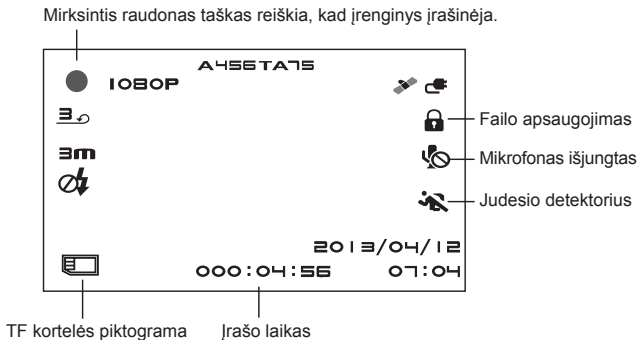 Mirksintis raudonas taškas reiškia, kad įrenginys įrašinėja.
A456TA75
1080P
3
Failo apsaugojimas
3m
Mikrofonas išjungtas
Judesio detektorius
2013/04/12
000:04:56 07:04
TF kortelės piktograma Įrašo laikas